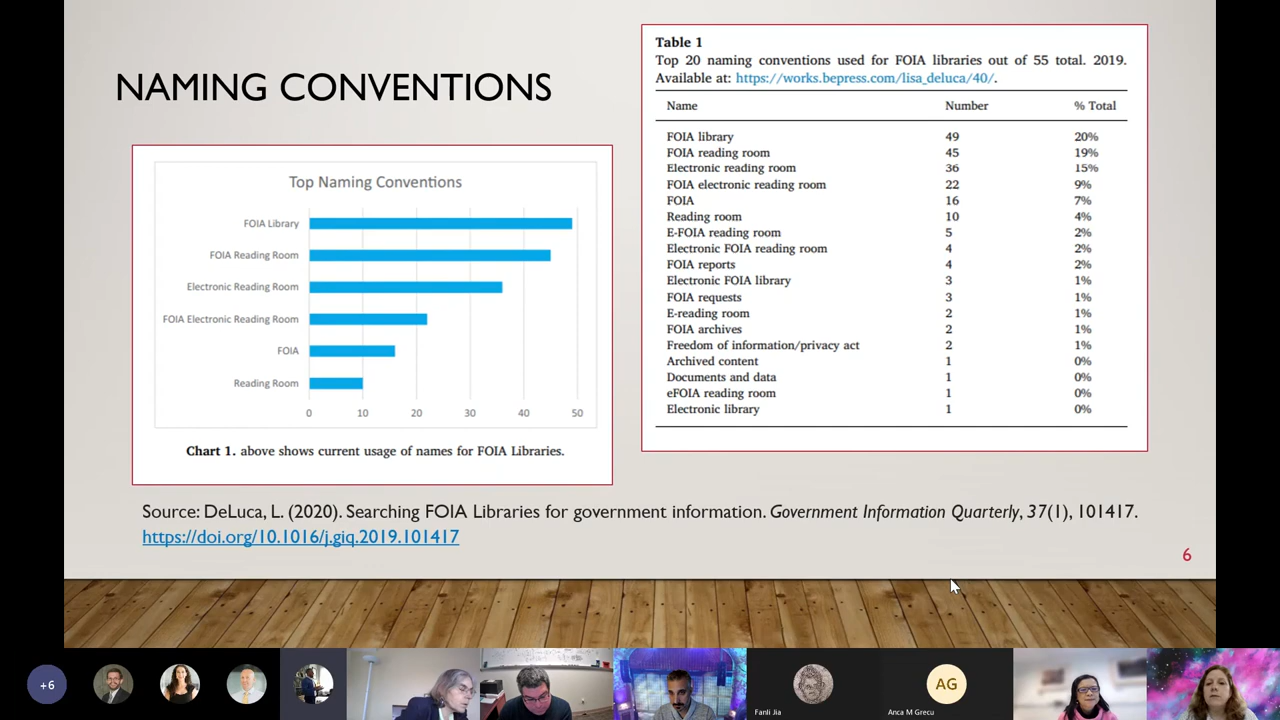 NAMING CONVENTIONS
Top Naming Conventions
FOIA Library
FOIA Reading Room
Electronic Reading Room
FOIA Electronic Reading Room
FOIA
Reading Room
0 10 20 30 40 50
Chart 1. above shows current usage of names for FOIA Libraries.
Table 1
Top 20 naming conventions used for FOIA libraries out of 55 total. 2019.
Available at: https://works.bepress.com/lisa_deluca/40/.
Name Number % Total
FOIA library 49 20%
FOIA reading room 45 19%
Electronic reading room 36 15%
FOIA electronic reading room 22 9%
FOIA 16 7%
Reading room 10 4%
E-FOIA reading room 5 2%
Electronic FOIA reading room 4 2%
FOIA reports 4 2%
Electronic FOIA library 3 1%
FOIA requests 3 1%
E-reading room 2 1%
FOIA archives 2 1%
Freedom of information/privacy act 2 1%
Archived content 1 0%
Documents and data 1 0%
eFOIA reading room 1 0%
Electronic library 1 0%
Source: DeLuca, L. (2020). Searching FOIA Libraries for government information. Government Information Quarterly, 37(1), 101417.
https://doi.org/10.1016/j.giq.2019.101417
6
+6
AG
Fanli Jia
Anca M Grecu